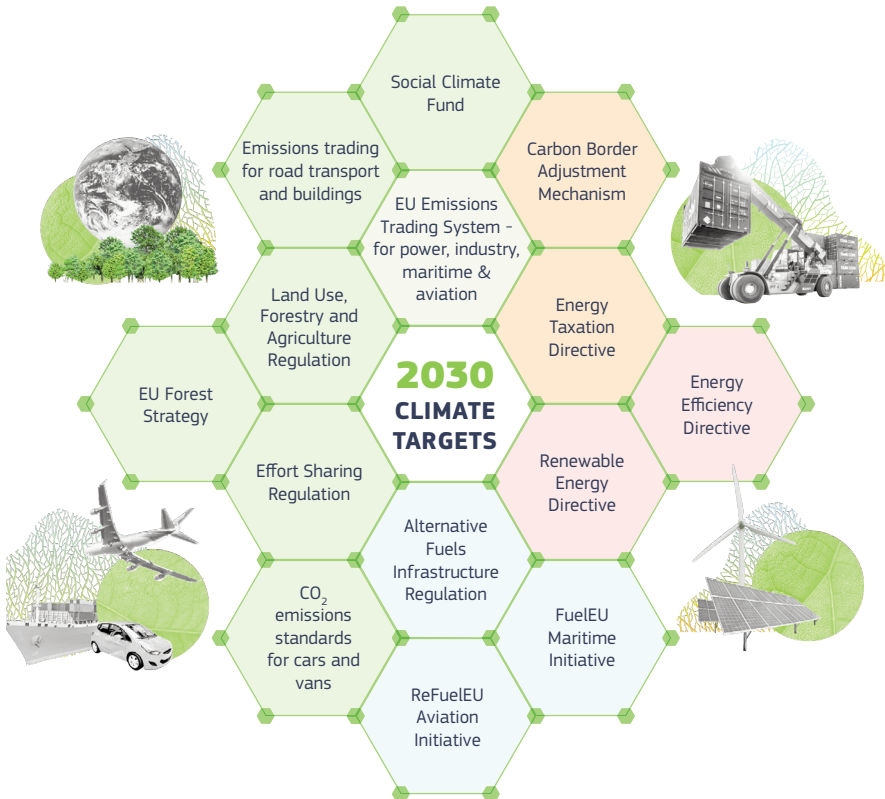 Social Climate
Fund
Emissions trading
for road transport
and buildings
Carbon Border
Adjustment
Mechanism
EU Emissions
Trading System -
for power, industry,
maritime &
aviation
Land Use,
Forestry and
Agriculture
Regulation
Energy
Taxation
Directive
EU Forest
Strategy
2030
CLIMATE
TARGETS
Energy
Efficiency
Directive
Effort Sharing
Regulation
Renewable
Energy
Directive
Alternative
Fuels
Infrastructure
Regulation
CO₂
emissions
standards
for cars and
vans
FuelEU
Maritime
Initiative
ReFuelEU
Aviation
Initiative